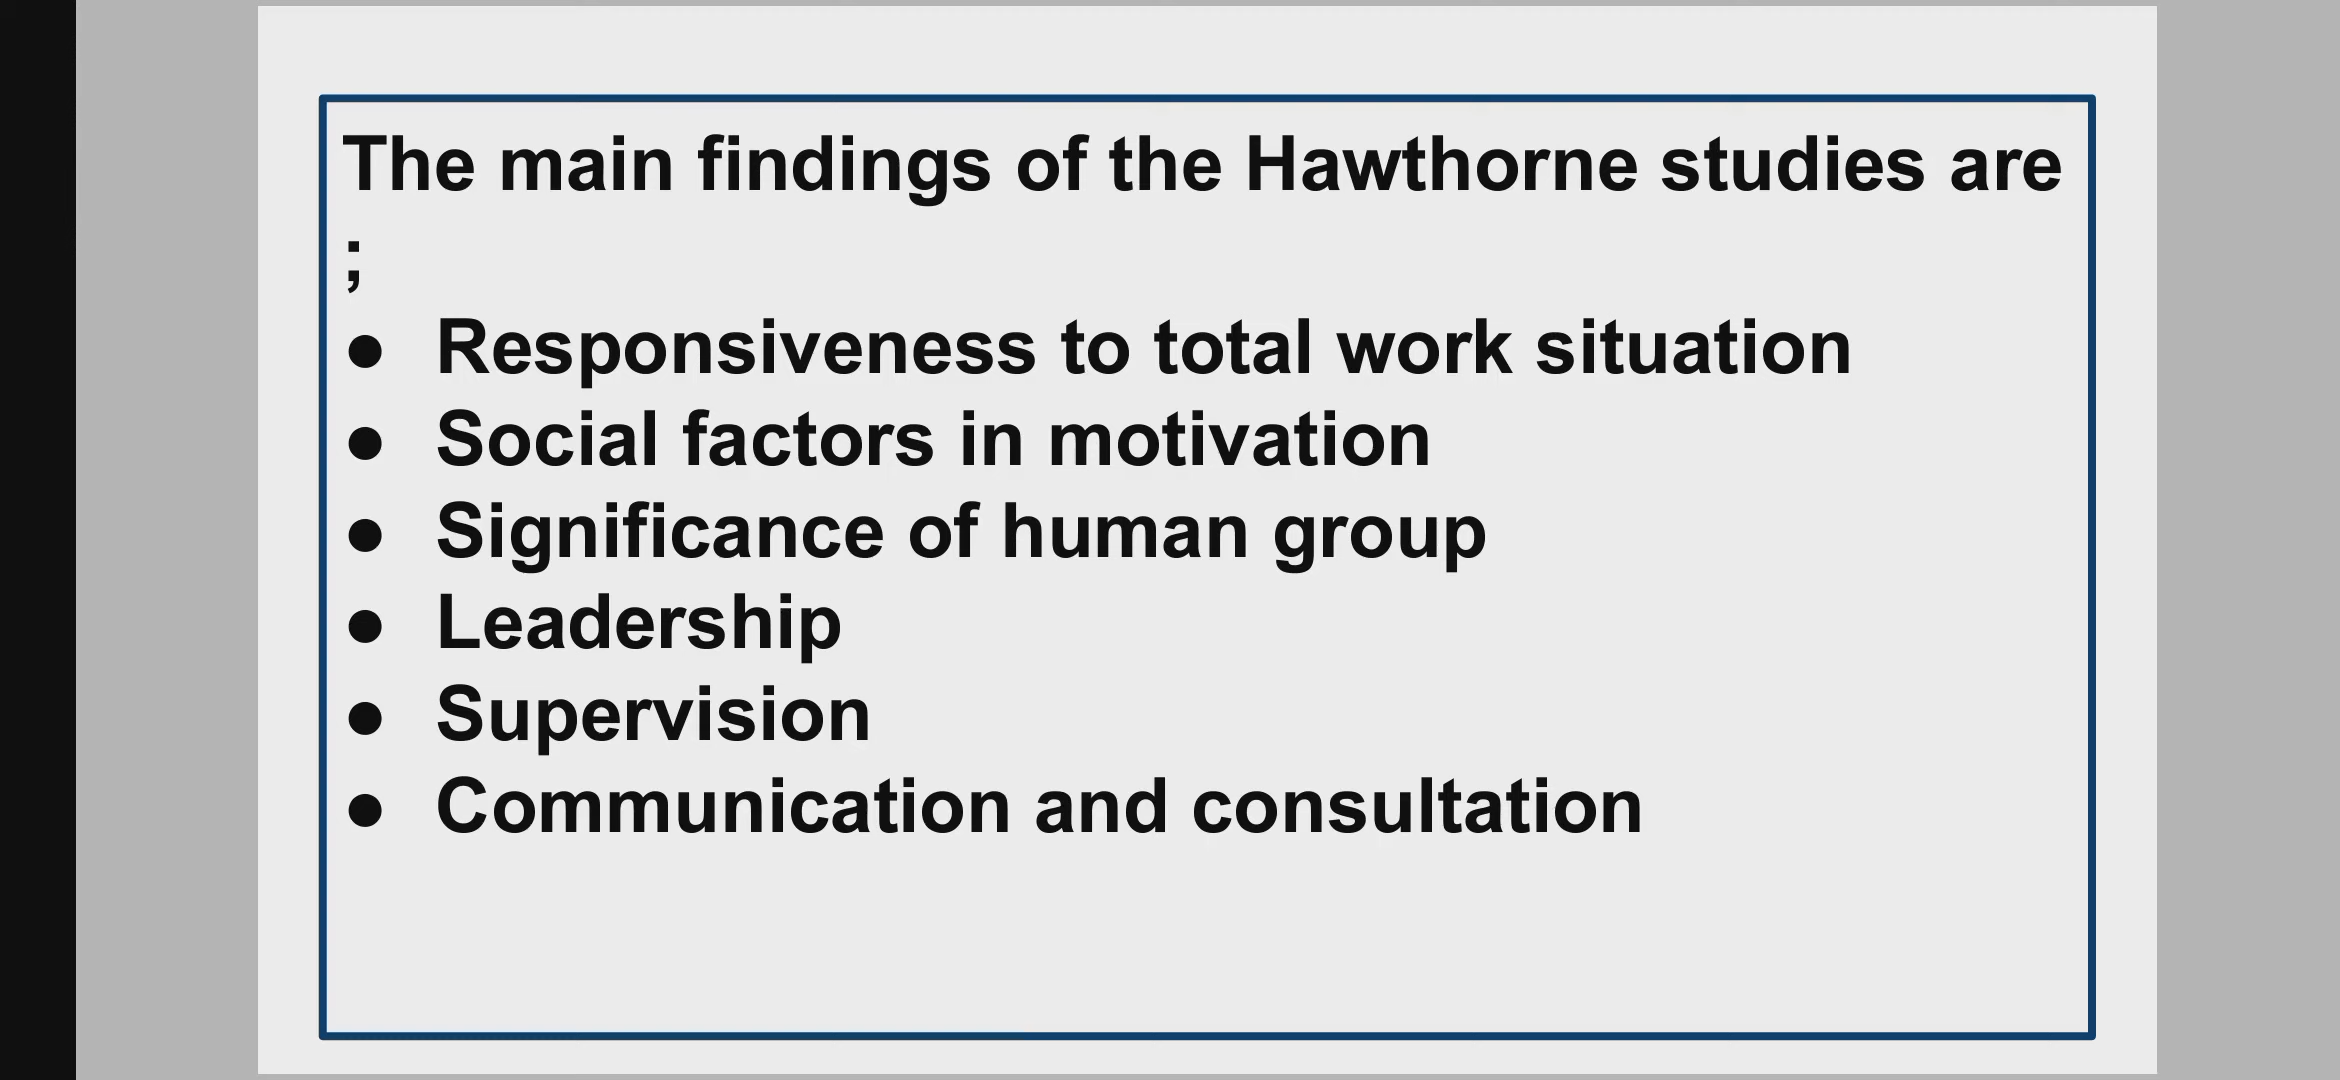 The main findings of the Hawthorne studies are
;
● Responsiveness to total work situation
● Social factors in motivation
● Significance of human group
● Leadership
● Supervision
● Communication and consultation